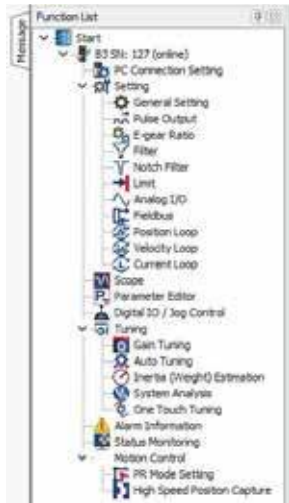 Function List
Message
Start
B3 SN: 127 (online)
PC Connection Setting
Setting
General Setting
Pulse Output
E-gear Ratio
Filter
Notch Filter
Limit
Analog I/O
Fieldbus
Position Loop
Velocity Loop
Current Loop
Scope
Parameter Editor
Digital IO / Jog Control
Tuning
Gain Tuning
Auto Tuning
Inertia (Weight) Estimation
System Analysis
One Touch Tuning
Alarm Information
Status Monitoring
Motion Control
PR Mode Setting
High Speed Position Capture